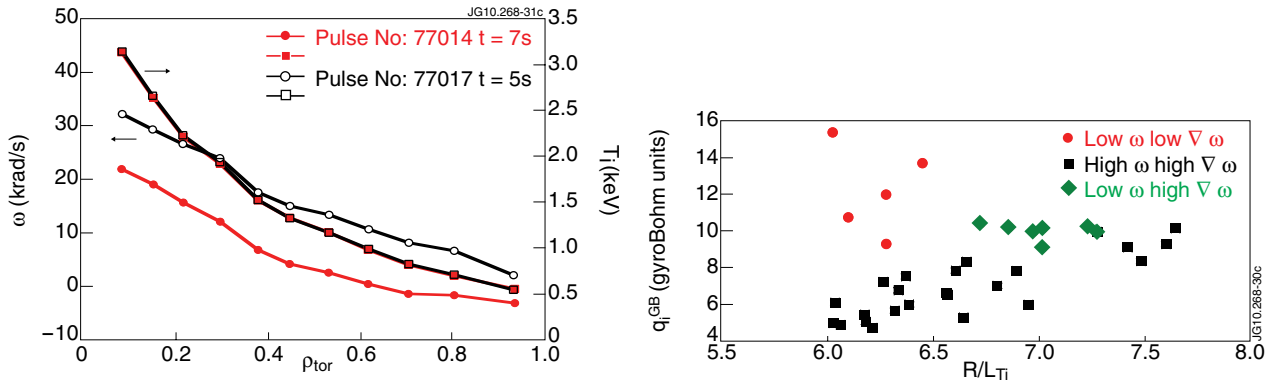 JG10.268-31c
50
40
30
20
10
0
−10
ω (krad/s)
3.5
3.0
2.5
2.0
1.5
1.0
0.5
0
Ti(keV)
Pulse No: 77014 t = 7s
Pulse No: 77017 t = 5s
0
0.2
0.4
0.6
0.8
1.0
ρtor
16
14
12
10
8
6
4
qiGB (gyroBohm units)
Low ω low ∇ ω
High ω high ∇ ω
Low ω high ∇ ω
5.5
6.0
6.5
7.0
7.5
8.0
R/LTi
JG10.268-30c